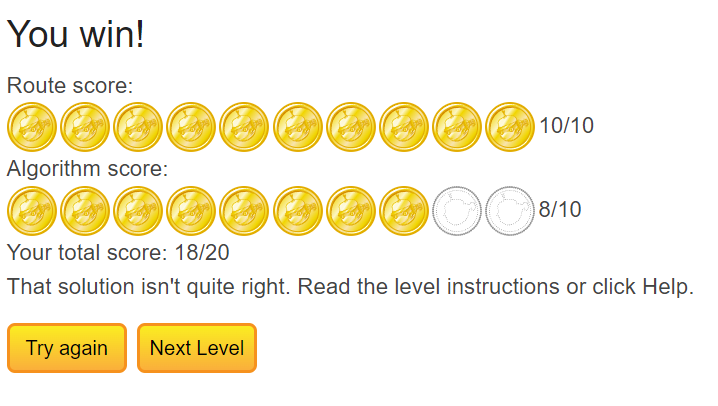 You win!
Route score:
10/10
Algorithm score:
8/10
Your total score: 18/20
That solution isn't quite right. Read the level instructions or click Help.
Try again Next Level